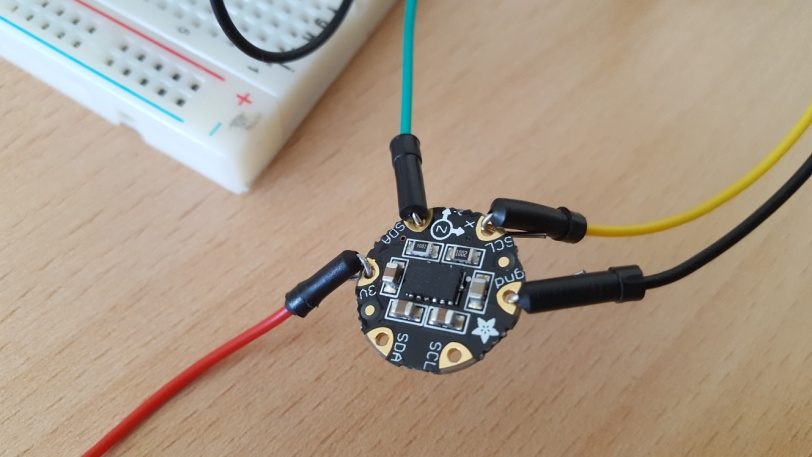 SDA
X
Z
SCL
3V
gnd
SDA
SCL
+
-